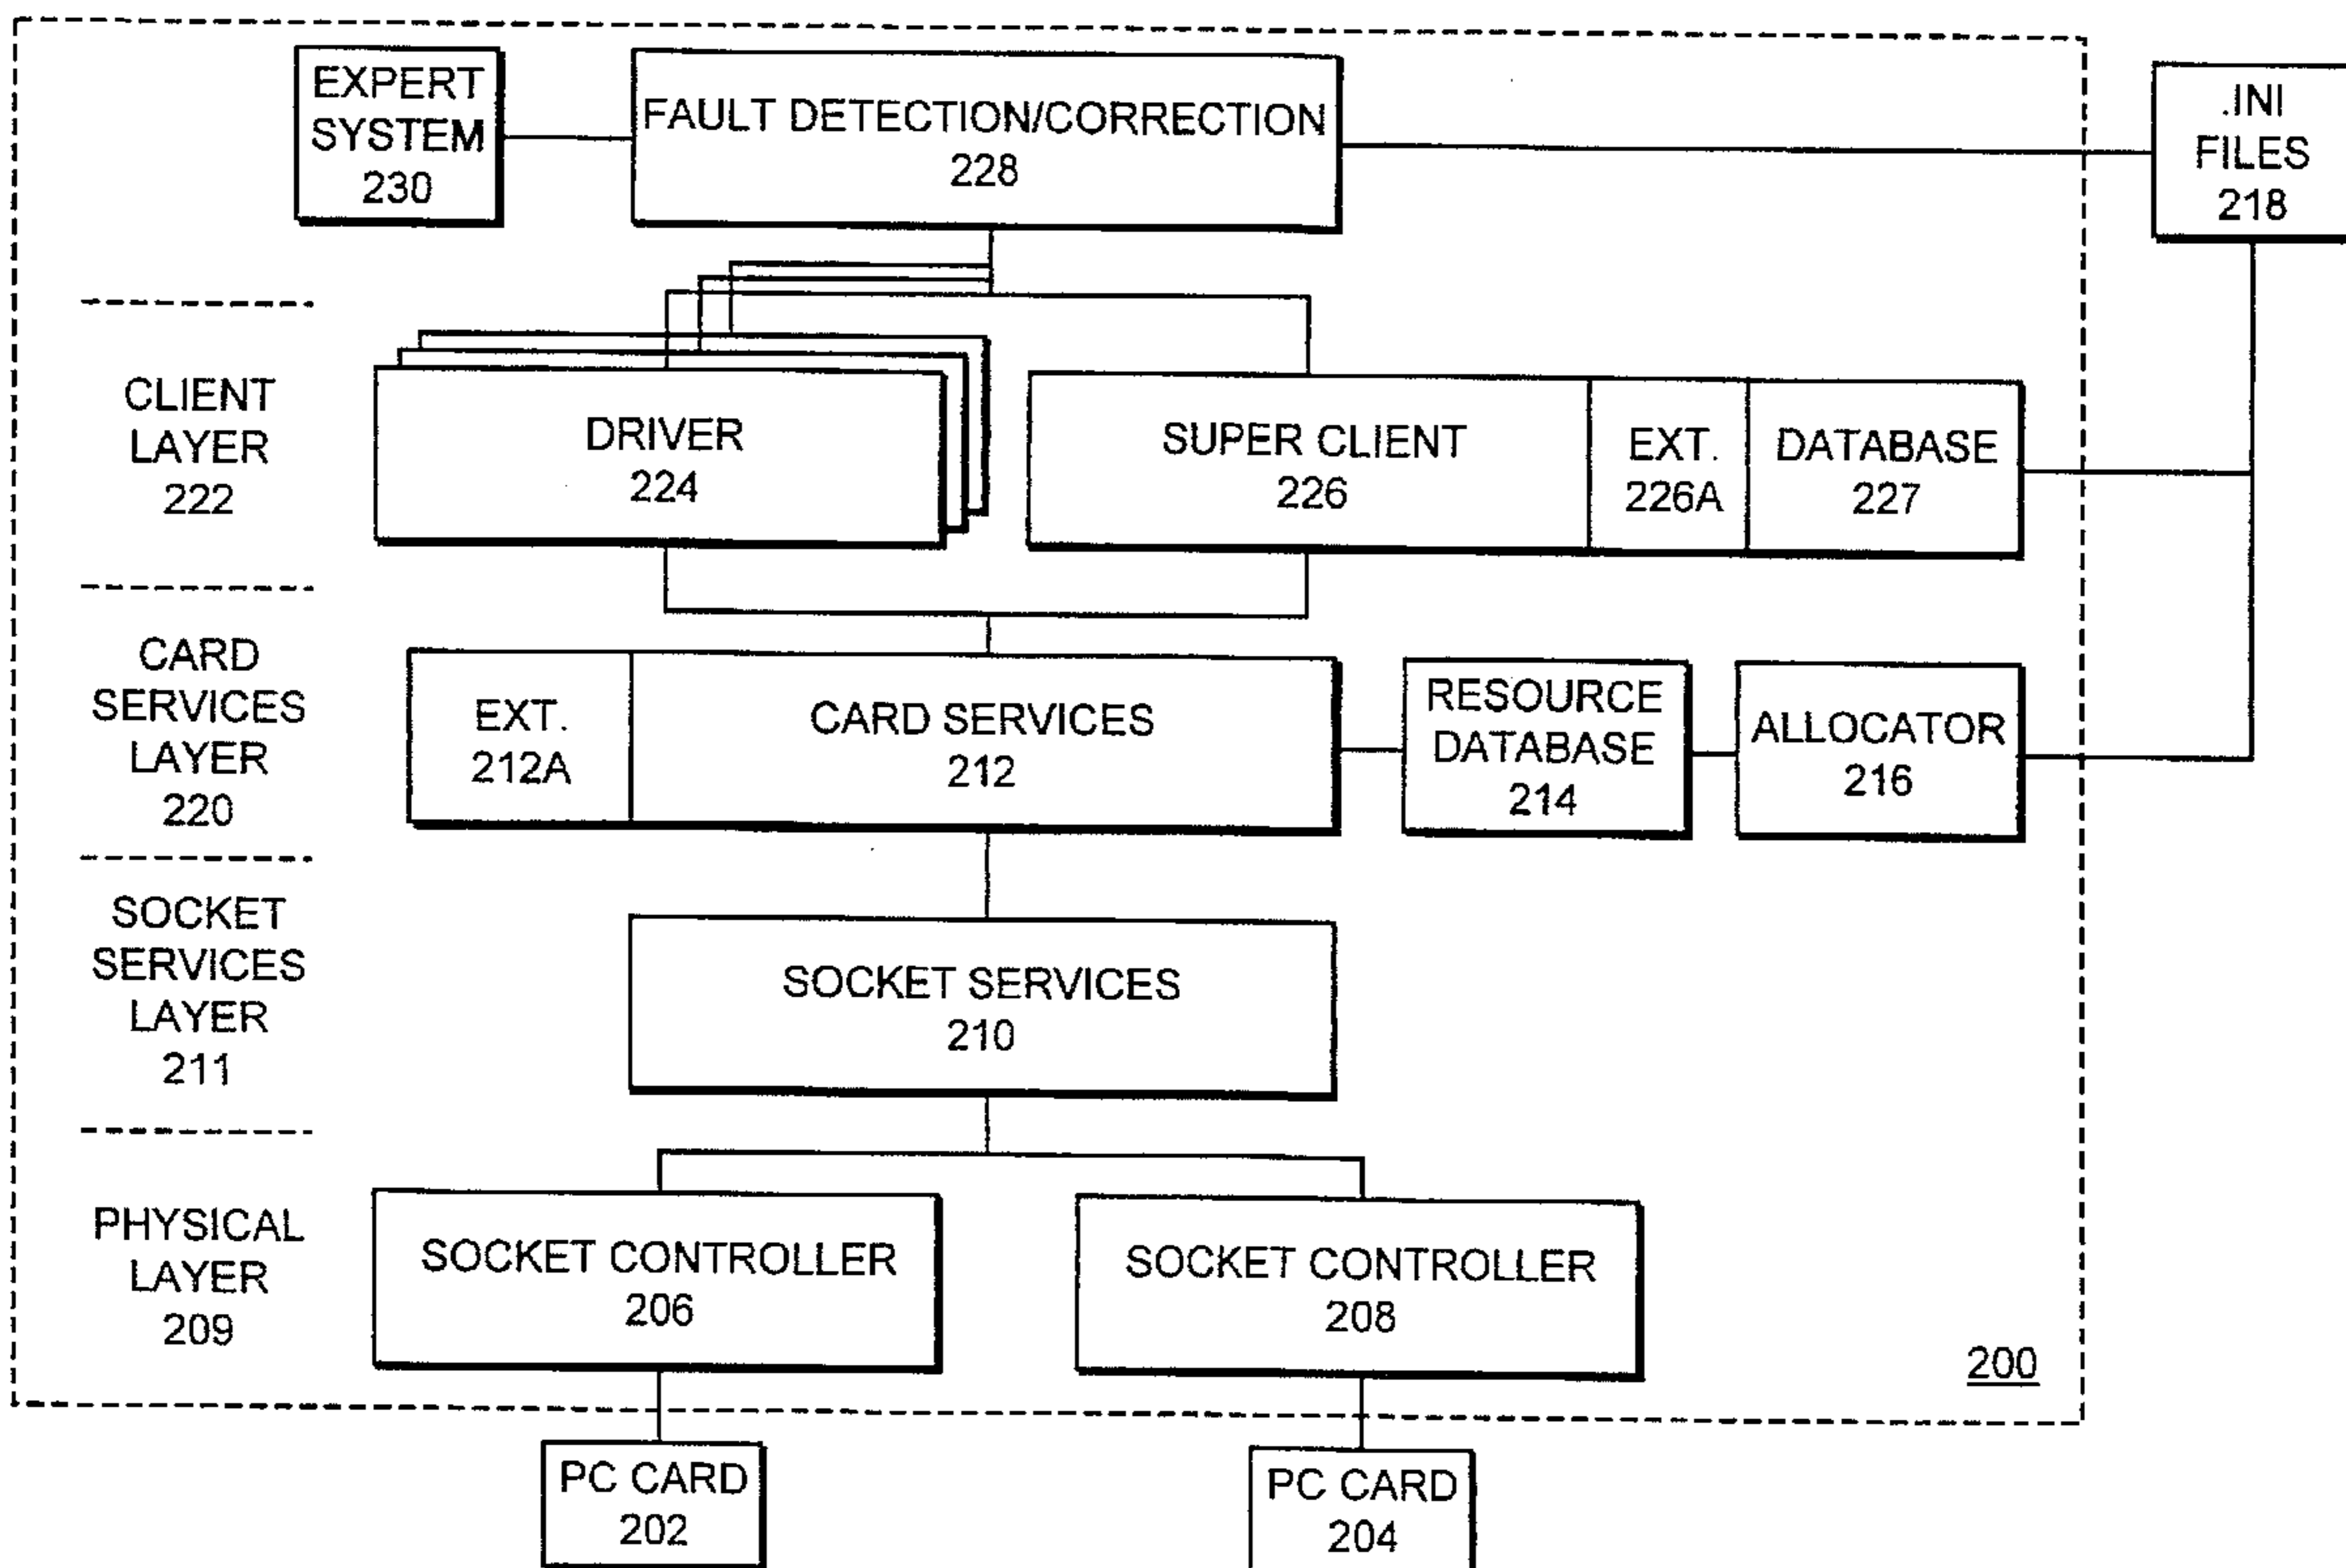 EXPERT
SYSTEM
230
FAULT DETECTION/CORRECTION
228
.INI
FILES
218
CLIENT
LAYER
222
DRIVER
224
SUPER CLIENT
226
EXT.
226A
DATABASE
227
CARD
SERVICES
LAYER
220
EXT.
212A
CARD SERVICES
212
RESOURCE
DATABASE
214
ALLOCATOR
216
SOCKET
SERVICES
LAYER
211
SOCKET SERVICES
210
PHYSICAL
LAYER
209
SOCKET CONTROLLER
206
SOCKET CONTROLLER
208
200
PC CARD
202
PC CARD
204